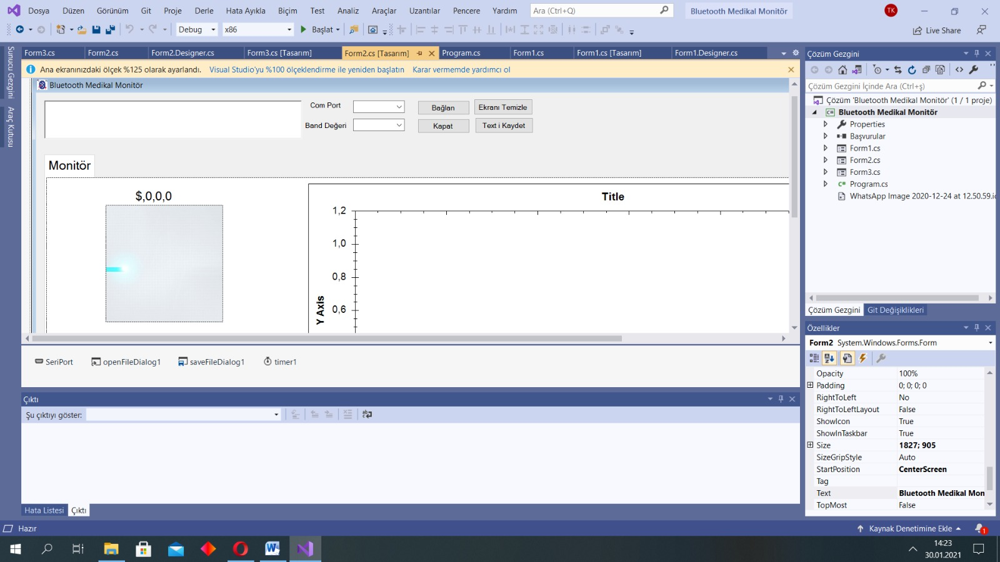 Dosya Düzen Görünüm Git Proje Derle Hata Ayıkla Biçim Test Analiz Araçlar Uzantılar Pencere Yardım Ara (Ctrl+Q) Bluetooth Medikal Monitör TK
Debug x86 Başlat Live Share
Sunucu Gezgini
Araç Kutusu
Form3.cs Form2.cs Form2.Designer.cs Form3.cs [Tasarım] Form2.cs [Tasarım] Program.cs Form1.cs Form1.cs [Tasarım] Form1.Designer.cs
Ana ekranınızdaki ölçek %125 olarak ayarlandı. Visual Studio'yu %100 ölçeklendirme ile yeniden başlatın Karar vermemde yardımcı ol
Bluetooth Medikal Monitör
Com Port Bağlan Ekranı Temizle
Band Değeri Kapat Text i Kaydet
Monitör
$,0,0,0
Title
1,2
1,0
0,8
0,6
Y Axis
SeriPort openFileDialog1 saveFileDialog1 timer1
Çıktı
Şu çıktıyı göster:
Hata Listesi Çıktı
Çözüm Gezgini
Çözüm Gezgini İçinde Ara (Ctrl+ş)
Çözüm 'Bluetooth Medikal Monitör' (1 / 1 proje)
C# Bluetooth Medikal Monitör
Properties
Başvurular
Form1.cs
Form2.cs
Form3.cs
C# Program.cs
WhatsApp Image 2020-12-24 at 12.50.59.ic
Çözüm Gezgini Git Değişiklikleri
Özellikler
Form2 System.Windows.Forms.Form
Opacity 100%
Padding 0; 0; 0; 0
RightToLeft No
RightToLeftLayout False
ShowIcon True
ShowInTaskbar True
Size 1827; 905
SizeGripStyle Auto
StartPosition CenterScreen
Tag
Text Bluetooth Medikal Mon
TopMost False
Hazır Kaynak Denetimine Ekle 1
14:23
30.01.2021